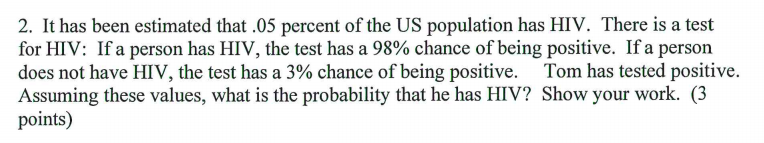 2. It has been estimated that .05 percent of the US population has HIV. There is a test
for HIV: If a person has HIV, the test has a 98% chance of being positive. If a person
does not have HIV, the test has a 3% chance of being positive. Tom has tested positive.
Assuming these values, what is the probability that he has HIV? Show your work. (3
points)